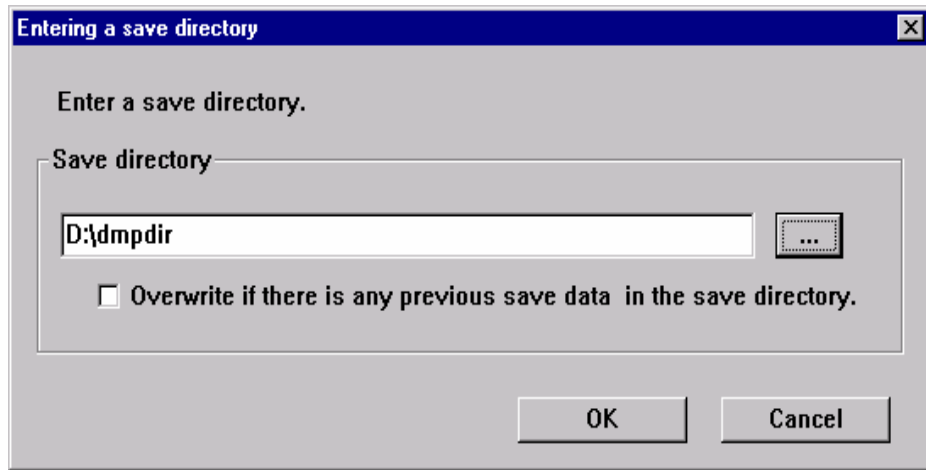 Entering a save directory
Enter a save directory.
Save directory
D:\dmpdir
...
Overwrite if there is any previous save data  in the save directory.
OK
Cancel